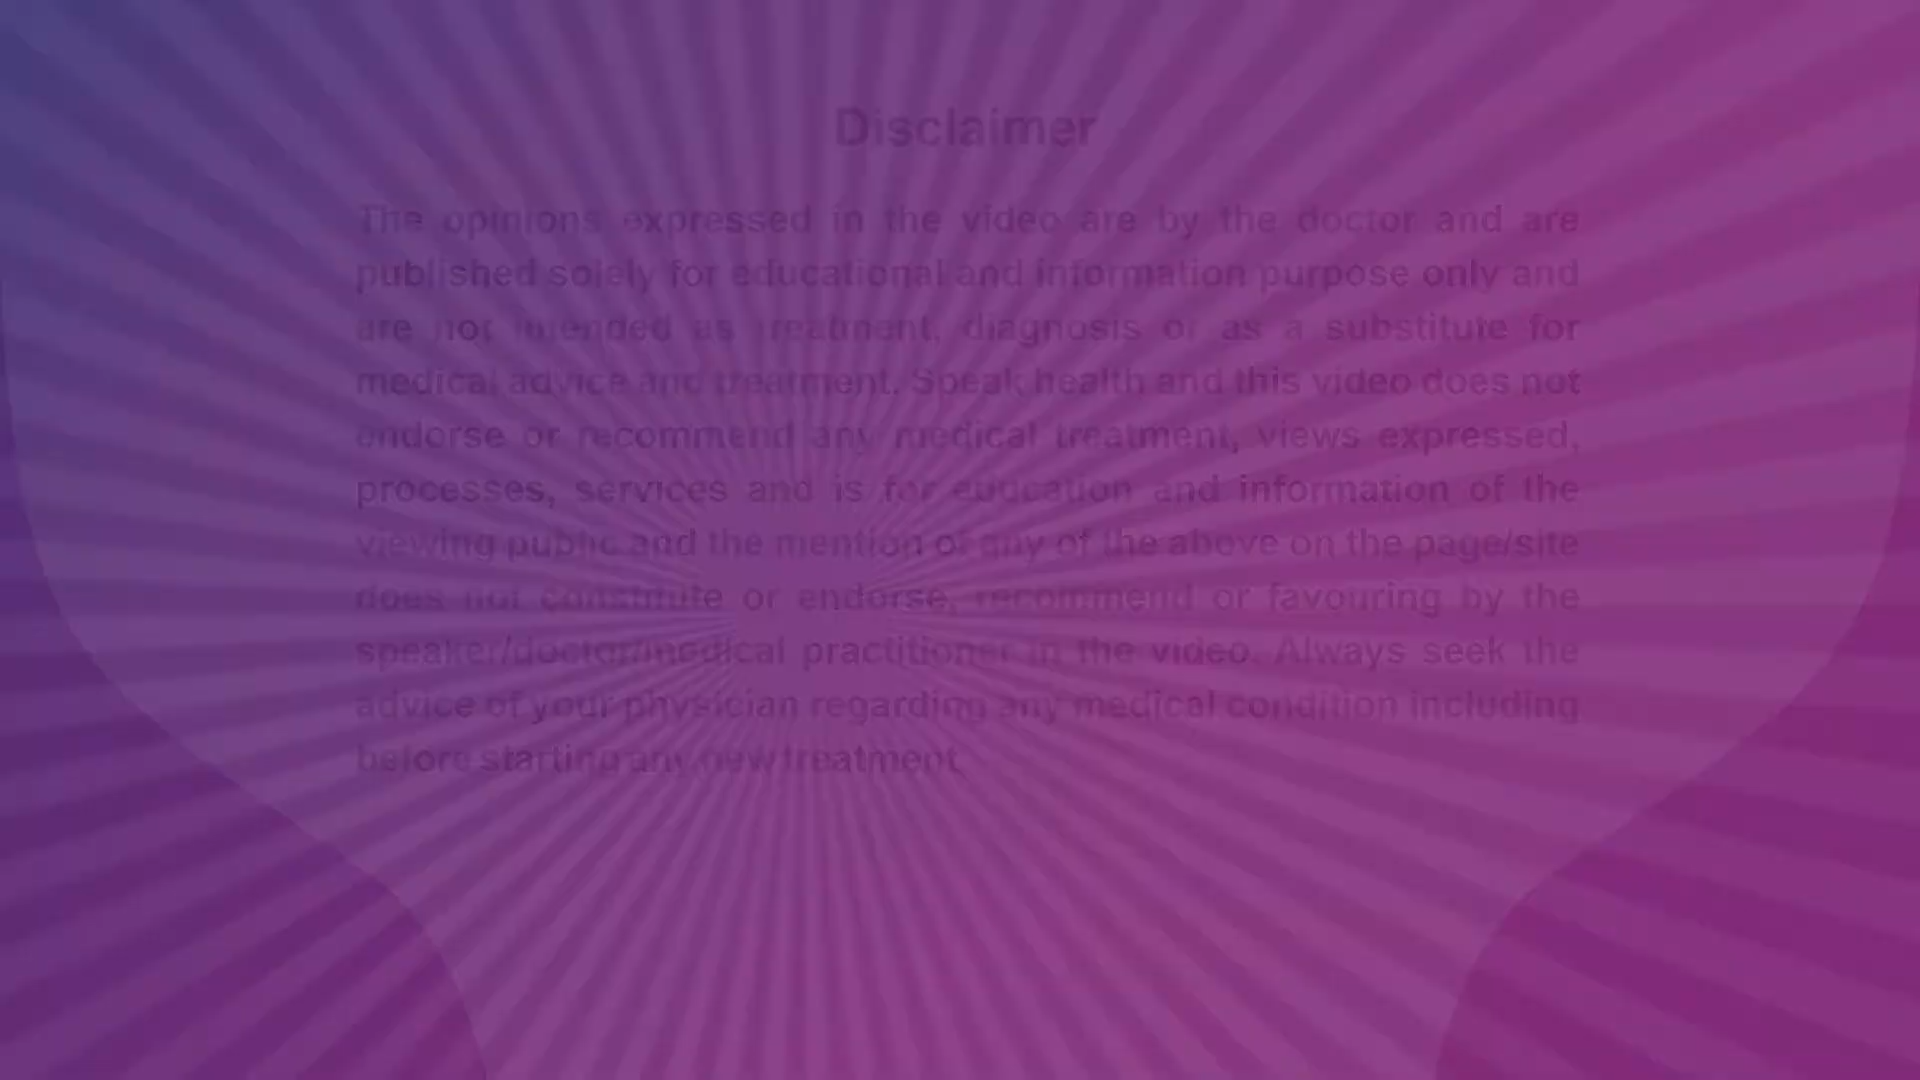 Disclaimer
The opinions expressed in the video are by the doctor and are
published solely for educational and information purpose only and
are not intended as treatment, diagnosis or as a substitute for
medical advice and treatment. Speak health and this video does not
endorse or recommend any medical treatment, views expressed,
processes, services and is for education and information of the
viewing public and the mention of any of the above on the page/site
does not constitute or endorse, recommend or favouring by the
speaker/doctor/medical practitioner in the video. Always seek the
advice of your physician regarding any medical condition including
before starting any new treatment.